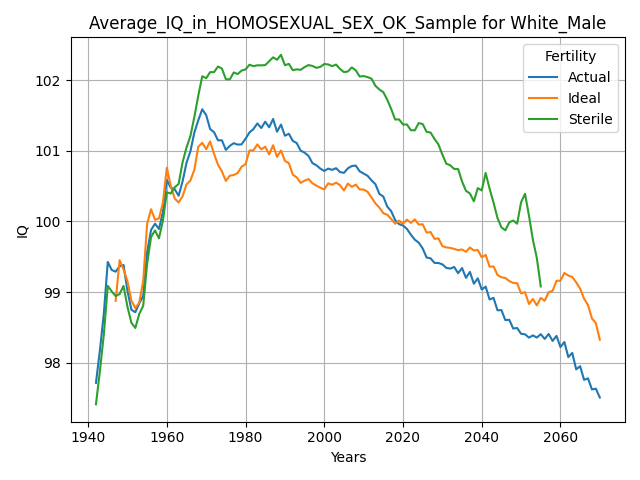 Average_IQ_in_HOMOSEXUAL_SEX_OK_Sample for White_Male
Fertility
Actual
Ideal
Sterile
IQ
102
101
100
99
98
1940
1960
1980
2000
2020
2040
2060
Years